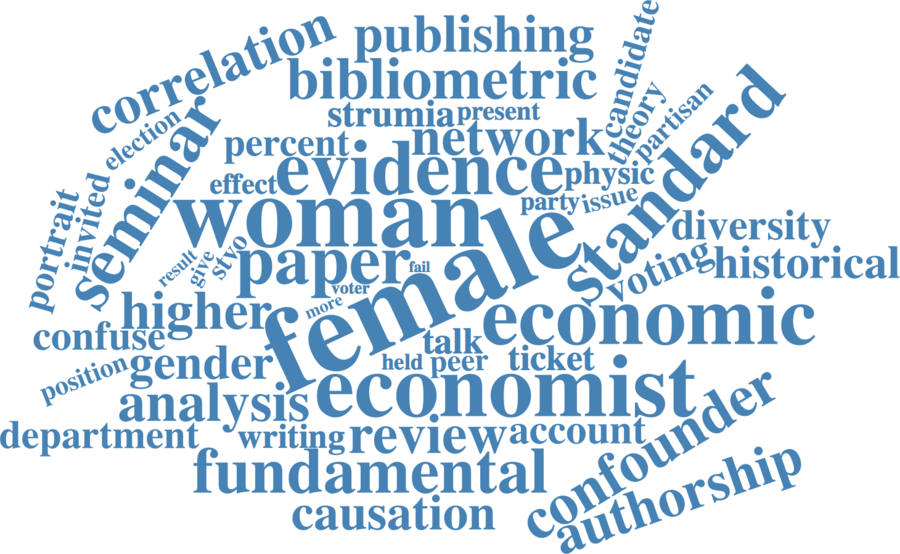 candidate
publishing
correlation
bibliometric
theory
partisan
strumia
present
election
network
standard
percent
seminar
evidence
physic
effect
party
issue
invited
portrait
woman
diversity
voting
historical
stvo
give
result
paper
fail
voter
more
female
higher
economic
confuse
talk
gender
held
peer
ticket
position
economist
analysis
department
writing
review
account
confounder
fundamental
authorship
causation